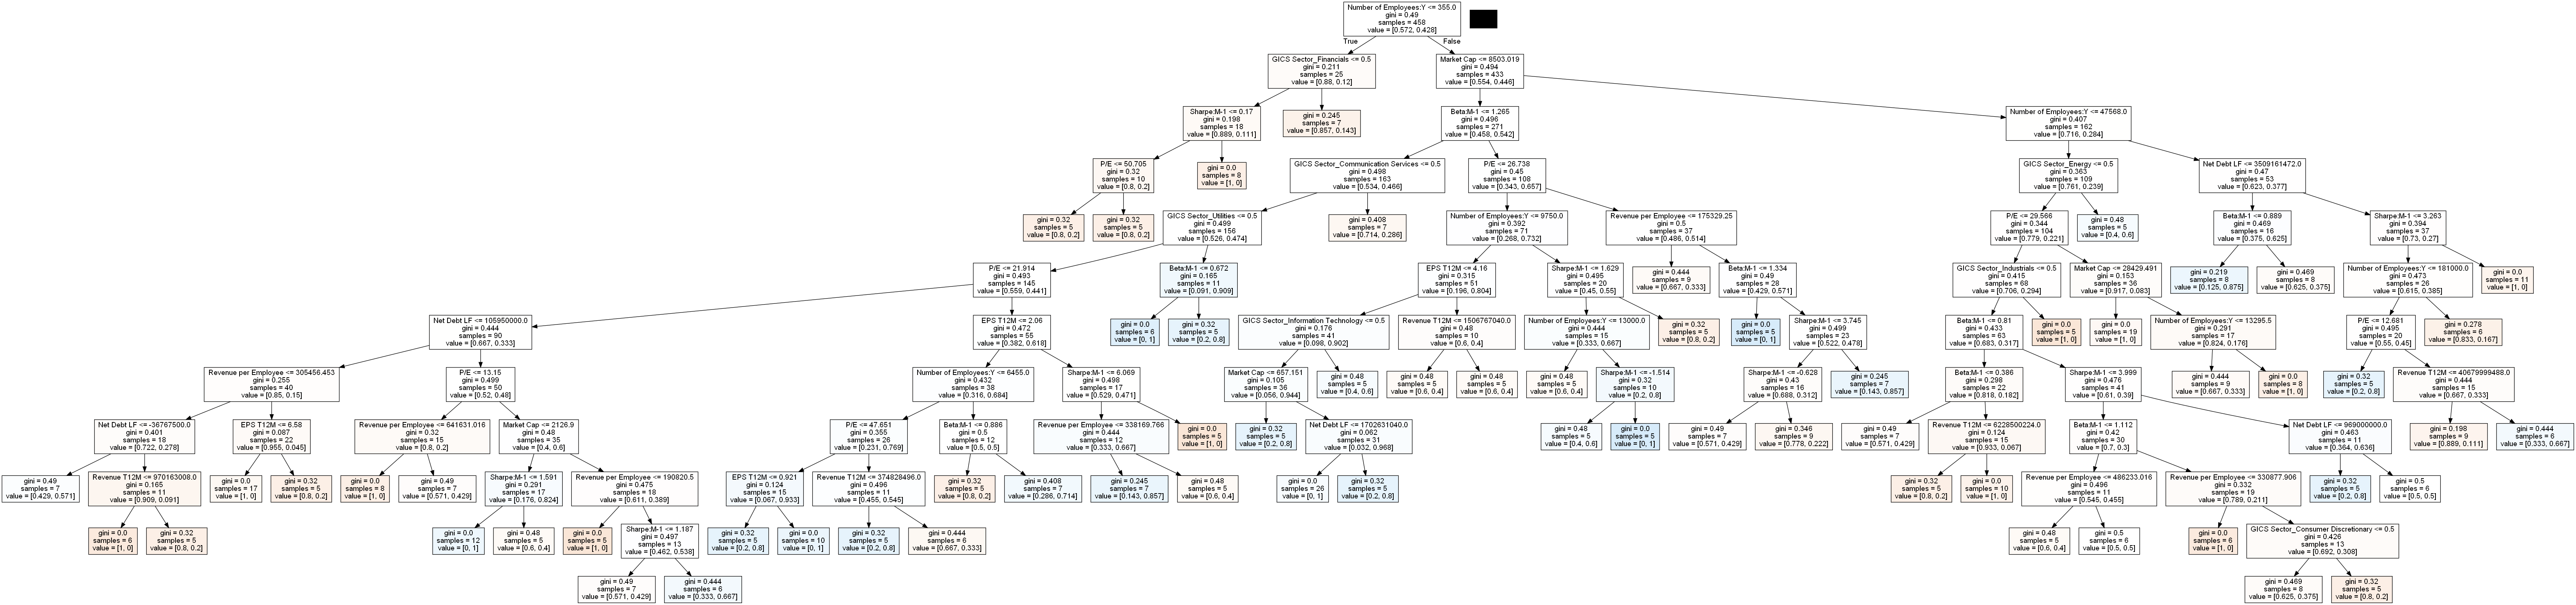 Number of Employees:Y <= 355.0
gini = 0.49
samples = 458
value = [0.572, 0.428]
True
False
GICS Sector_Financials <= 0.5
gini = 0.211
samples = 25
value = [0.88, 0.12]
Market Cap <= 8503.019
gini = 0.494
samples = 433
value = [0.554, 0.446]
Sharpe:M-1 <= 0.17
gini = 0.198
samples = 18
value = [0.889, 0.111]
gini = 0.245
samples = 7
value = [0.857, 0.143]
Beta:M-1 <= 1.265
gini = 0.496
samples = 271
value = [0.458, 0.542]
Number of Employees:Y <= 47568.0
gini = 0.407
samples = 162
value = [0.716, 0.284]
P/E <= 50.705
gini = 0.32
samples = 10
value = [0.8, 0.2]
gini = 0.0
samples = 8
value = [1, 0]
GICS Sector_Communication Services <= 0.5
gini = 0.498
samples = 163
value = [0.534, 0.466]
P/E <= 26.738
gini = 0.45
samples = 108
value = [0.343, 0.657]
GICS Sector_Energy <= 0.5
gini = 0.363
samples = 109
value = [0.761, 0.239]
Net Debt LF <= 3509161472.0
gini = 0.47
samples = 53
value = [0.623, 0.377]
gini = 0.32
samples = 5
value = [0.8, 0.2]
gini = 0.32
samples = 5
value = [0.8, 0.2]
GICS Sector_Utilities <= 0.5
gini = 0.499
samples = 156
value = [0.526, 0.474]
gini = 0.408
samples = 7
value = [0.714, 0.286]
Number of Employees:Y <= 9750.0
gini = 0.392
samples = 71
value = [0.268, 0.732]
Revenue per Employee <= 175329.25
gini = 0.5
samples = 37
value = [0.486, 0.514]
P/E <= 29.566
gini = 0.344
samples = 104
value = [0.779, 0.221]
gini = 0.48
samples = 5
value = [0.4, 0.6]
Beta:M-1 <= 0.889
gini = 0.469
samples = 16
value = [0.375, 0.625]
Sharpe:M-1 <= 3.263
gini = 0.394
samples = 37
value = [0.73, 0.27]
P/E <= 21.914
gini = 0.493
samples = 145
value = [0.559, 0.441]
Beta:M-1 <= 0.672
gini = 0.165
samples = 11
value = [0.091, 0.909]
EPS T12M <= 4.16
gini = 0.315
samples = 51
value = [0.196, 0.804]
Sharpe:M-1 <= 1.629
gini = 0.495
samples = 20
value = [0.45, 0.55]
gini = 0.444
samples = 9
value = [0.667, 0.333]
Beta:M-1 <= 1.334
gini = 0.49
samples = 28
value = [0.429, 0.571]
GICS Sector_Industrials <= 0.5
gini = 0.415
samples = 68
value = [0.706, 0.294]
Market Cap <= 28429.491
gini = 0.153
samples = 36
value = [0.917, 0.083]
gini = 0.219
samples = 8
value = [0.125, 0.875]
gini = 0.469
samples = 8
value = [0.625, 0.375]
Number of Employees:Y <= 181000.0
gini = 0.473
samples = 26
value = [0.615, 0.385]
gini = 0.0
samples = 11
value = [1, 0]
Net Debt LF <= 105950000.0
gini = 0.444
samples = 90
value = [0.667, 0.333]
EPS T12M <= 2.06
gini = 0.472
samples = 55
value = [0.382, 0.618]
gini = 0.0
samples = 6
value = [0, 1]
gini = 0.32
samples = 5
value = [0.2, 0.8]
GICS Sector_Information Technology <= 0.5
gini = 0.176
samples = 41
value = [0.098, 0.902]
Revenue T12M <= 1506767040.0
gini = 0.48
samples = 10
value = [0.6, 0.4]
Number of Employees:Y <= 13000.0
gini = 0.444
samples = 15
value = [0.333, 0.667]
gini = 0.32
samples = 5
value = [0.8, 0.2]
gini = 0.0
samples = 5
value = [0, 1]
Sharpe:M-1 <= 3.745
gini = 0.499
samples = 23
value = [0.522, 0.478]
Beta:M-1 <= 0.81
gini = 0.433
samples = 63
value = [0.683, 0.317]
gini = 0.0
samples = 5
value = [1, 0]
gini = 0.0
samples = 19
value = [1, 0]
Number of Employees:Y <= 13295.5
gini = 0.291
samples = 17
value = [0.824, 0.176]
P/E <= 12.681
gini = 0.495
samples = 20
value = [0.55, 0.45]
gini = 0.278
samples = 6
value = [0.833, 0.167]
Revenue per Employee <= 305456.453
gini = 0.255
samples = 40
value = [0.85, 0.15]
P/E <= 13.15
gini = 0.499
samples = 50
value = [0.52, 0.48]
Number of Employees:Y <= 6455.0
gini = 0.432
samples = 38
value = [0.316, 0.684]
Sharpe:M-1 <= 6.069
gini = 0.498
samples = 17
value = [0.529, 0.471]
Market Cap <= 657.151
gini = 0.105
samples = 36
value = [0.056, 0.944]
gini = 0.48
samples = 5
value = [0.4, 0.6]
gini = 0.48
samples = 5
value = [0.6, 0.4]
gini = 0.48
samples = 5
value = [0.6, 0.4]
gini = 0.48
samples = 5
value = [0.6, 0.4]
Sharpe:M-1 <= -1.514
gini = 0.32
samples = 10
value = [0.2, 0.8]
Sharpe:M-1 <= -0.628
gini = 0.43
samples = 16
value = [0.688, 0.312]
gini = 0.245
samples = 7
value = [0.143, 0.857]
Beta:M-1 <= 0.386
gini = 0.298
samples = 22
value = [0.818, 0.182]
Sharpe:M-1 <= 3.999
gini = 0.476
samples = 41
value = [0.61, 0.39]
gini = 0.444
samples = 9
value = [0.667, 0.333]
gini = 0.0
samples = 8
value = [1, 0]
gini = 0.32
samples = 5
value = [0.2, 0.8]
Revenue T12M <= 40679999488.0
gini = 0.444
samples = 15
value = [0.667, 0.333]
Net Debt LF <= -36767500.0
gini = 0.401
samples = 18
value = [0.722, 0.278]
EPS T12M <= 6.58
gini = 0.087
samples = 22
value = [0.955, 0.045]
Revenue per Employee <= 641631.016
gini = 0.32
samples = 15
value = [0.8, 0.2]
Market Cap <= 2126.9
gini = 0.48
samples = 35
value = [0.4, 0.6]
P/E <= 47.651
gini = 0.355
samples = 26
value = [0.231, 0.769]
Beta:M-1 <= 0.886
gini = 0.5
samples = 12
value = [0.5, 0.5]
Revenue per Employee <= 338169.766
gini = 0.444
samples = 12
value = [0.333, 0.667]
gini = 0.0
samples = 5
value = [1, 0]
gini = 0.32
samples = 5
value = [0.2, 0.8]
Net Debt LF <= 1702631040.0
gini = 0.062
samples = 31
value = [0.032, 0.968]
gini = 0.48
samples = 5
value = [0.4, 0.6]
gini = 0.0
samples = 5
value = [0, 1]
gini = 0.49
samples = 7
value = [0.571, 0.429]
gini = 0.346
samples = 9
value = [0.778, 0.222]
gini = 0.49
samples = 7
value = [0.571, 0.429]
Revenue T12M <= 6228500224.0
gini = 0.124
samples = 15
value = [0.933, 0.067]
Beta:M-1 <= 1.112
gini = 0.42
samples = 30
value = [0.7, 0.3]
Net Debt LF <= 969000000.0
gini = 0.463
samples = 11
value = [0.364, 0.636]
gini = 0.198
samples = 9
value = [0.889, 0.111]
gini = 0.444
samples = 6
value = [0.333, 0.667]
gini = 0.49
samples = 7
value = [0.429, 0.571]
Revenue T12M <= 970163008.0
gini = 0.165
samples = 11
value = [0.909, 0.091]
gini = 0.0
samples = 17
value = [1, 0]
gini = 0.32
samples = 5
value = [0.8, 0.2]
gini = 0.0
samples = 8
value = [1, 0]
gini = 0.49
samples = 7
value = [0.571, 0.429]
Sharpe:M-1 <= 1.591
gini = 0.291
samples = 17
value = [0.176, 0.824]
Revenue per Employee <= 190820.5
gini = 0.475
samples = 18
value = [0.611, 0.389]
EPS T12M <= 0.921
gini = 0.124
samples = 15
value = [0.067, 0.933]
Revenue T12M <= 374828496.0
gini = 0.496
samples = 11
value = [0.455, 0.545]
gini = 0.32
samples = 5
value = [0.8, 0.2]
gini = 0.408
samples = 7
value = [0.286, 0.714]
gini = 0.245
samples = 7
value = [0.143, 0.857]
gini = 0.48
samples = 5
value = [0.6, 0.4]
gini = 0.0
samples = 26
value = [0, 1]
gini = 0.32
samples = 5
value = [0.2, 0.8]
gini = 0.32
samples = 5
value = [0.8, 0.2]
gini = 0.0
samples = 10
value = [1, 0]
Revenue per Employee <= 486233.016
gini = 0.496
samples = 11
value = [0.545, 0.455]
Revenue per Employee <= 330877.906
gini = 0.332
samples = 19
value = [0.789, 0.211]
gini = 0.32
samples = 5
value = [0.2, 0.8]
gini = 0.5
samples = 6
value = [0.5, 0.5]
gini = 0.0
samples = 6
value = [1, 0]
gini = 0.32
samples = 5
value = [0.8, 0.2]
gini = 0.0
samples = 12
value = [0, 1]
gini = 0.48
samples = 5
value = [0.6, 0.4]
gini = 0.0
samples = 5
value = [1, 0]
Sharpe:M-1 <= 1.187
gini = 0.497
samples = 13
value = [0.462, 0.538]
gini = 0.32
samples = 5
value = [0.2, 0.8]
gini = 0.0
samples = 10
value = [0, 1]
gini = 0.32
samples = 5
value = [0.2, 0.8]
gini = 0.444
samples = 6
value = [0.667, 0.333]
gini = 0.48
samples = 5
value = [0.6, 0.4]
gini = 0.5
samples = 6
value = [0.5, 0.5]
gini = 0.0
samples = 6
value = [1, 0]
GICS Sector_Consumer Discretionary <= 0.5
gini = 0.426
samples = 13
value = [0.692, 0.308]
gini = 0.49
samples = 7
value = [0.571, 0.429]
gini = 0.444
samples = 6
value = [0.333, 0.667]
gini = 0.469
samples = 8
value = [0.625, 0.375]
gini = 0.32
samples = 5
value = [0.8, 0.2]